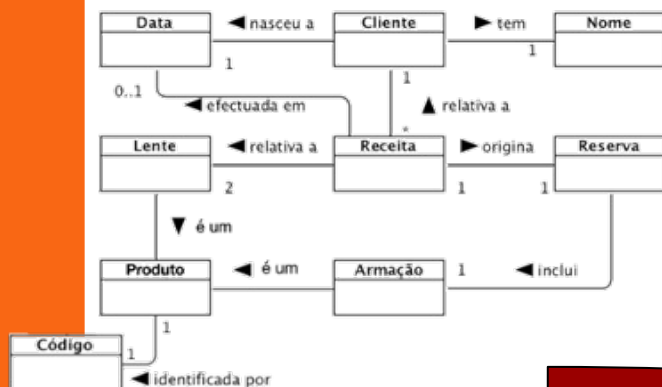 Data ◄ nasceu a Cliente ► tem Nome
1 1
0..1 1
◄ efectuada em ▲ relativa a
*
Lente ◄ relativa a Receita ► origina Reserva
2 1 1
▼ é um
Produto ◄ é um Armação 1 ◄ inclui
1
Código 1
◄ identificada por